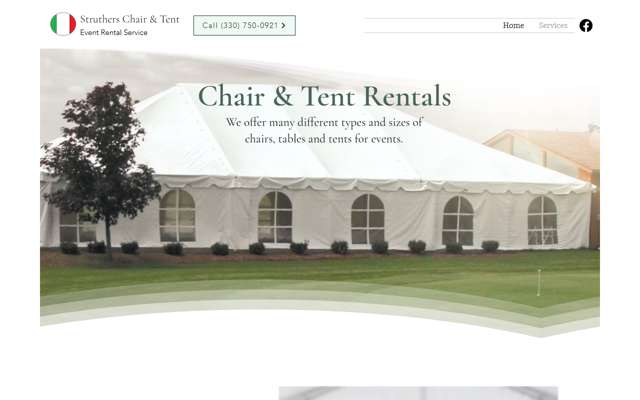 Struthers Chair & Tent
Event Rental Service
Call (330) 750-0921
Home
Services
Chair & Tent Rentals
We offer many different types and sizes of
chairs, tables and tents for events.